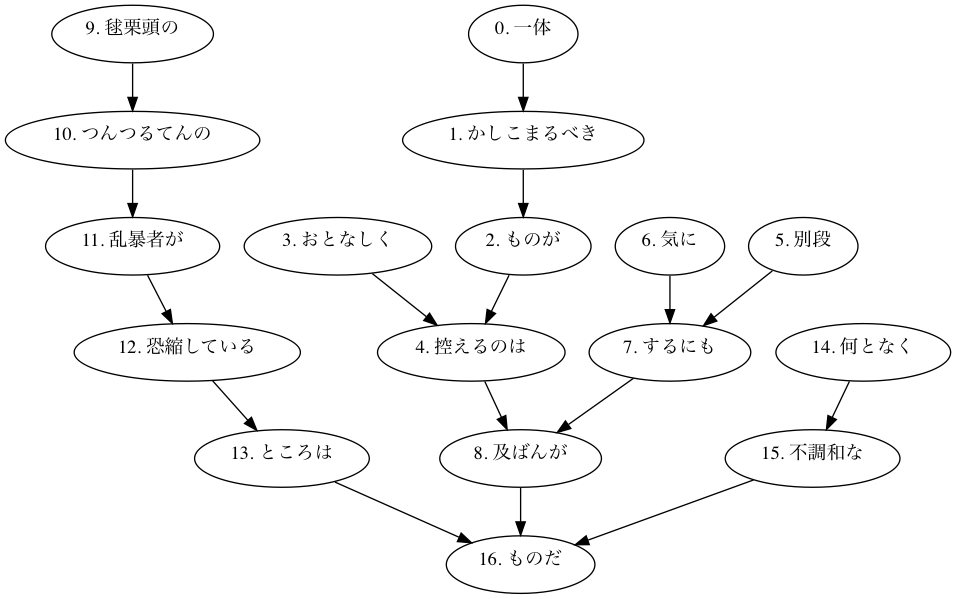 9. 毬栗頭の
0. 一体
10. つんつるてんの
1. かしこまるべき
11. 乱暴者が
3. おとなしく
2. ものが
6. 気に
5. 別段
12. 恐縮している
4. 控えるのは
7. するにも
14. 何となく
13. ところは
8. 及ばんが
15. 不調和な
16. ものだ